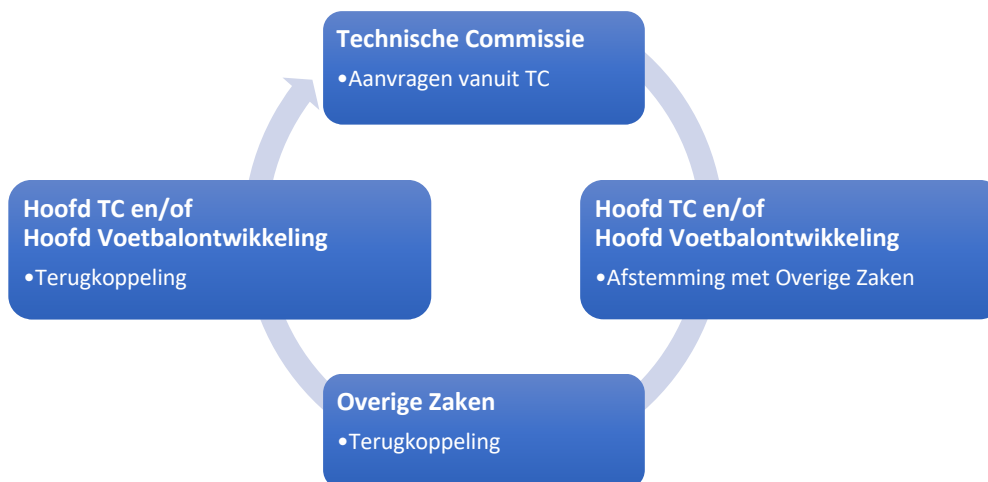 Technische Commissie
•Aanvragen vanuit TC
Hoofd TC en/of
Hoofd Voetbalontwikkeling
•Terugkoppeling
Hoofd TC en/of
Hoofd Voetbalontwikkeling
•Afstemming met Overige Zaken
Overige Zaken
•Terugkoppeling